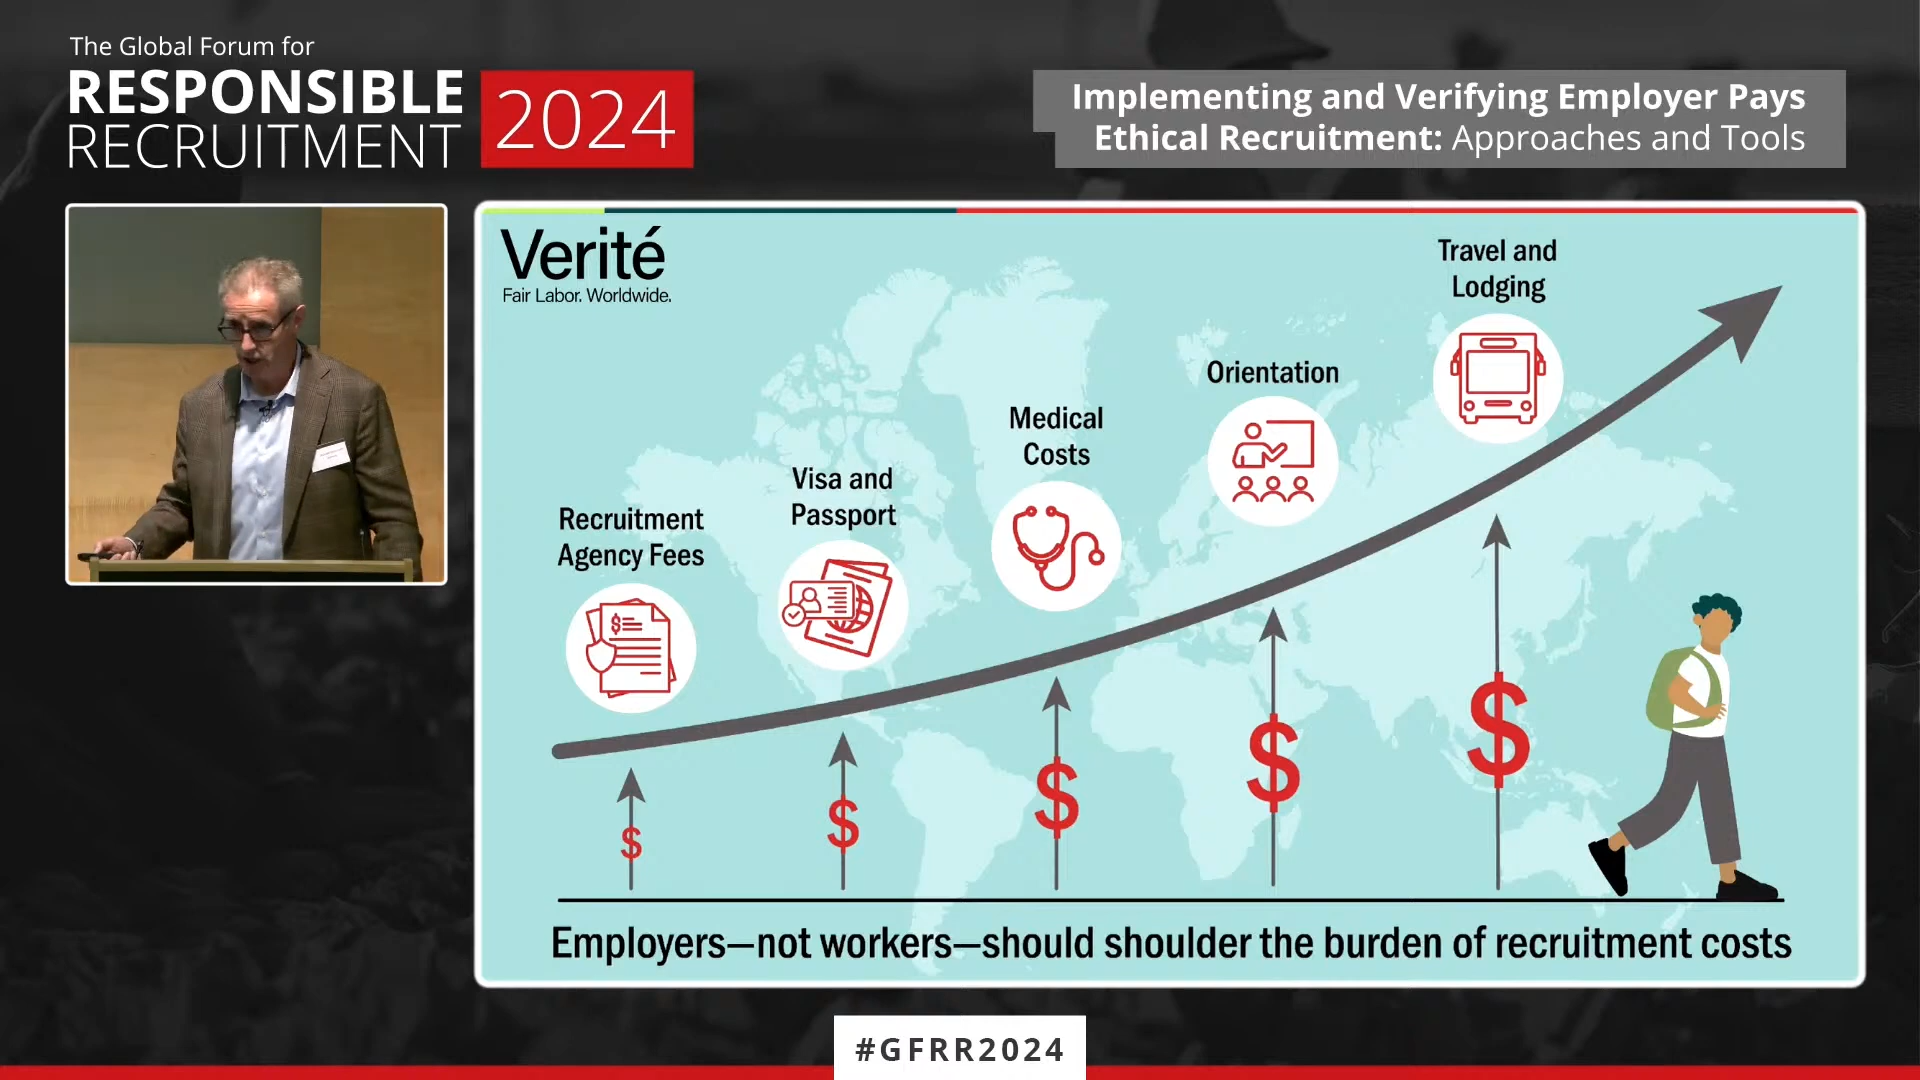 The Global Forum for
RESPONSIBLE
RECRUITMENT
2024
Implementing and Verifying Employer Pays
Ethical Recruitment: Approaches and Tools
Verité
Fair Labor. Worldwide.
Recruitment
Agency Fees
Visa and
Passport
Medical
Costs
Orientation
Travel and
Lodging
$
$
$
$
$
$
Employers—not workers—should shoulder the burden of recruitment costs
#GFRR2024